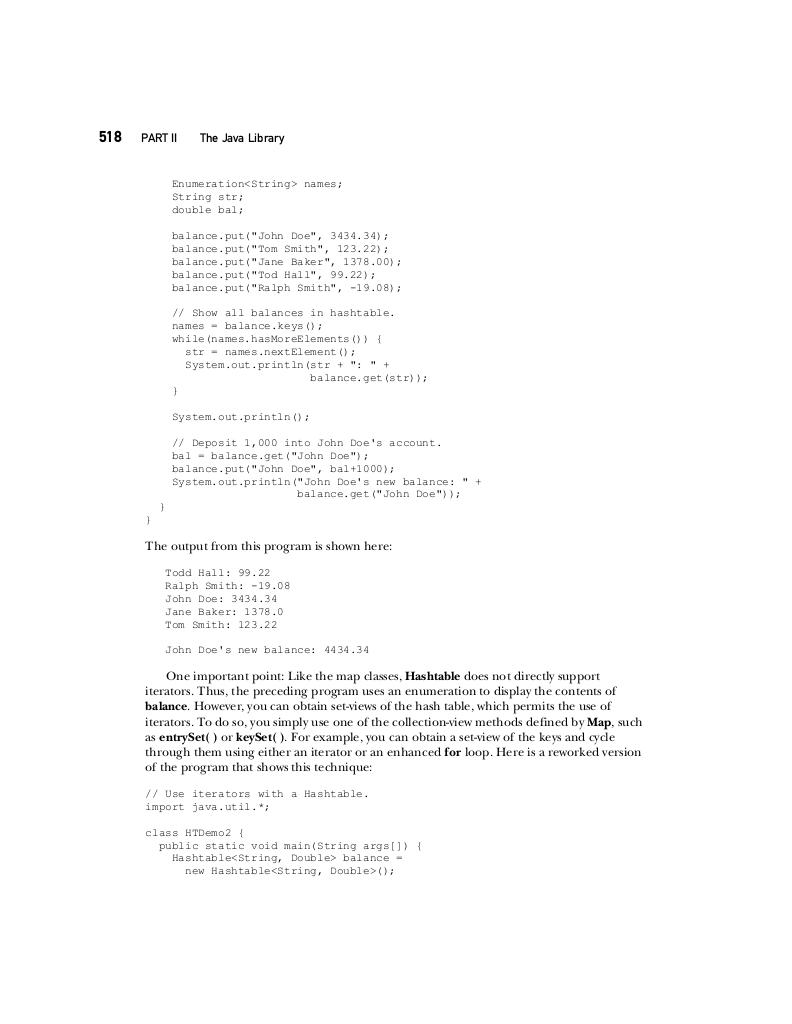 518 PART II The Java Library
Enumeration<String> names;
String str;
double bal;
balance.put("John Doe", 3434.34);
balance.put("Tom Smith", 123.22);
balance.put("Jane Baker", 1378.00);
balance.put("Tod Hall", 99.22);
balance.put("Ralph Smith", -19.08);
// Show all balances in hashtable.
names = balance.keys();
while(names.hasMoreElements()) {
str = names.nextElement();
System.out.println(str + ": " +
balance.get(str));
}
System.out.println();
// Deposit 1,000 into John Doe's account.
bal = balance.get("John Doe");
balance.put("John Doe", bal+1000);
System.out.println("John Doe's new balance: " +
balance.get("John Doe"));
}
}
The output from this program is shown here:
Todd Hall: 99.22
Ralph Smith: -19.08
John Doe: 3434.34
Jane Baker: 1378.0
Tom Smith: 123.22
John Doe's new balance: 4434.34
One important point: Like the map classes, Hashtable does not directly support
iterators. Thus, the preceding program uses an enumeration to display the contents of
balance. However, you can obtain set-views of the hash table, which permits the use of
iterators. To do so, you simply use one of the collection-view methods defined by Map, such
as entrySet( ) or keySet( ). For example, you can obtain a set-view of the keys and cycle
through them using either an iterator or an enhanced for loop. Here is a reworked version
of the program that shows this technique:
// Use iterators with a Hashtable.
import java.util.*;
class HTDemo2 {
public static void main(String args[]) {
Hashtable<String, Double> balance =
new Hashtable<String, Double>();